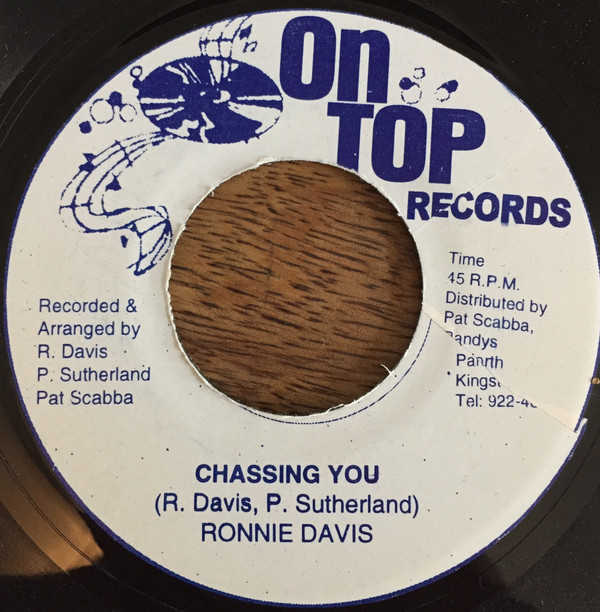 On
TOP
RECORDS
Time
45 R.P.M.
Distributed by
Pat Scabba,
Kings
Tel: 922-4
Recorded &
Arranged by
R. Davis
P. Sutherland
Pat Scabba
CHASSING YOU
(R. Davis, P. Sutherland)
RONNIE DAVIS